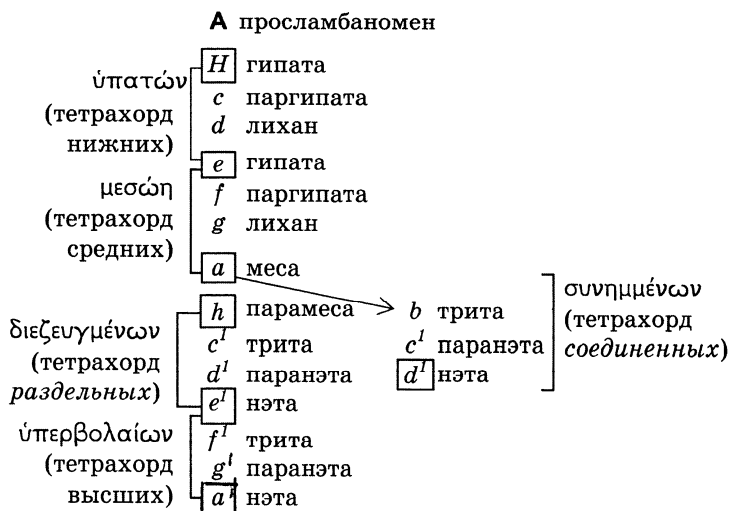 A просламбаномен
H гипата
ὑπατών
(тетрахорд
нижних)
c паргипата
d лихан
e гипата
μεσώη
(тетрахорд
средних)
f паргипата
g лихан
a меса
h парамеса
διεζευγμένων
(тетрахорд
раздельных)
c¹ трита
d¹ паранэта
e¹ нэта
ὑπερβολαίων
(тетрахорд
высших)
f¹ трита
g¹ паранэта
a¹ нэта
b трита
c¹ паранэта
d¹ нэта
συνημμένων
(тетрахорд
соединенных)